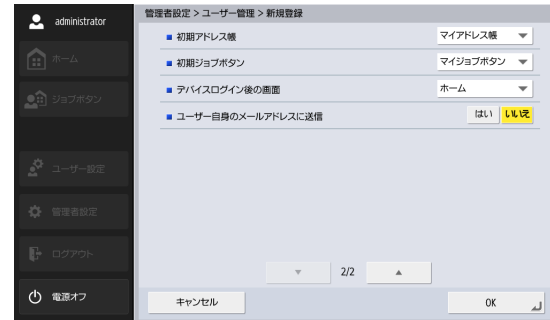 administrator
ホーム
ジョブボタン
ユーザー設定
管理者設定
ログアウト
電源オフ
管理者設定 > ユーザー管理 > 新規登録
初期アドレス帳
マイアドレス帳
初期ジョブボタン
マイジョブボタン
デバイスログイン後の画面
ホーム
ユーザー自身のメールアドレスに送信
はい
いいえ
2/2
キャンセル
OK